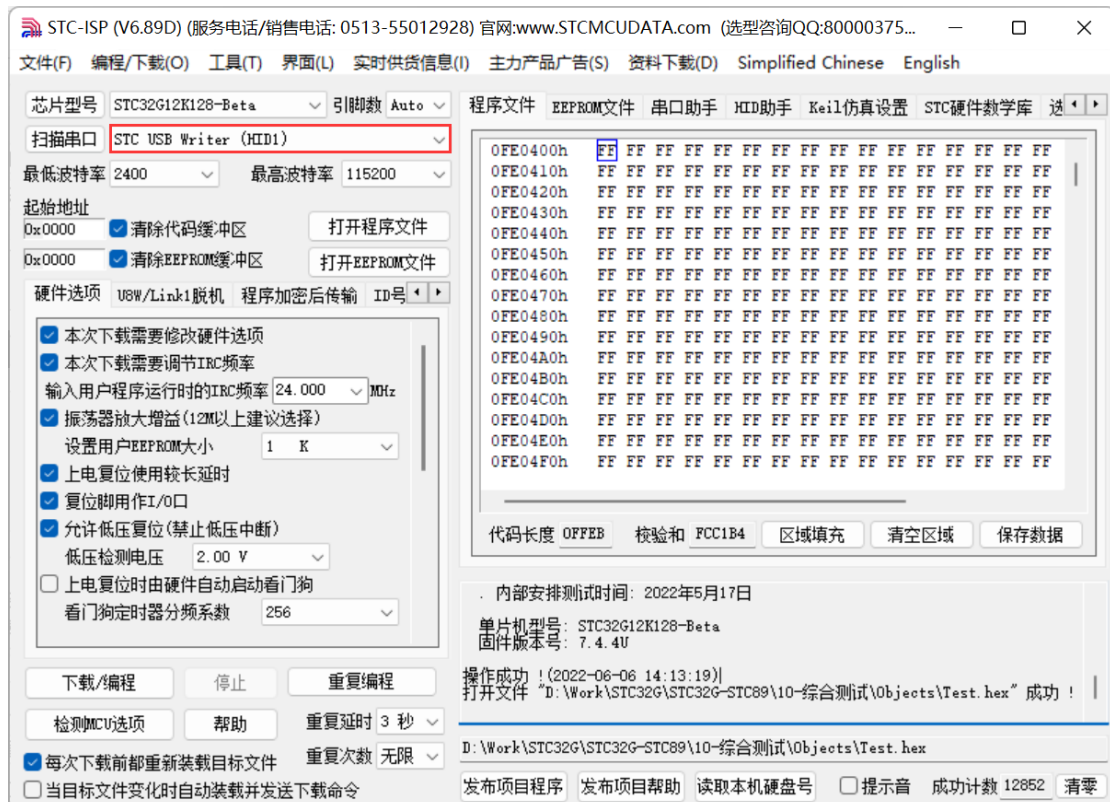 STC-ISP (V6.89D) (服务电话/销售电话: 0513-55012928) 官网:www.STCMCUDATA.com (选型咨询QQ:80000375...
文件(F) 编程/下载(O) 工具(T) 界面(L) 实时供货信息(I) 主力产品广告(S) 资料下载(D) Simplified Chinese English
芯片型号 STC32G12K128-Beta 引脚数 Auto
扫描串口 STC USB Writer (HID1)
最低波特率 2400 最高波特率 115200
起始地址
0x0000 清除代码缓冲区 打开程序文件
0x0000 清除EEPROM缓冲区 打开EEPROM文件
硬件选项 U8W/Link1脱机 程序加密后传输 ID号
本次下载需要修改硬件选项
本次下载需要调节IRC频率
输入用户程序运行时的IRC频率 24.000 MHz
振荡器放大增益(12M以上建议选择)
设置用户EEPROM大小 1 K
上电复位使用较长延时
复位脚用作I/O口
允许低压复位(禁止低压中断)
低压检测电压 2.00 V
上电复位时由硬件自动启动看门狗
看门狗定时器分频系数 256
下载/编程 停止 重复编程
检测MCU选项 帮助 重复延时 3 秒
每次下载前都重新装载目标文件 重复次数 无限
当目标文件变化时自动装载并发送下载命令
程序文件 EEPROM文件 串口助手 HID助手 Keil仿真设置 STC硬件数学库 选
0FE0400h FF FF FF FF FF FF FF FF FF FF FF FF FF FF FF FF
0FE0410h FF FF FF FF FF FF FF FF FF FF FF FF FF FF FF FF
0FE0420h FF FF FF FF FF FF FF FF FF FF FF FF FF FF FF FF
0FE0430h FF FF FF FF FF FF FF FF FF FF FF FF FF FF FF FF
0FE0440h FF FF FF FF FF FF FF FF FF FF FF FF FF FF FF FF
0FE0450h FF FF FF FF FF FF FF FF FF FF FF FF FF FF FF FF
0FE0460h FF FF FF FF FF FF FF FF FF FF FF FF FF FF FF FF
0FE0470h FF FF FF FF FF FF FF FF FF FF FF FF FF FF FF FF
0FE0480h FF FF FF FF FF FF FF FF FF FF FF FF FF FF FF FF
0FE0490h FF FF FF FF FF FF FF FF FF FF FF FF FF FF FF FF
0FE04A0h FF FF FF FF FF FF FF FF FF FF FF FF FF FF FF FF
0FE04B0h FF FF FF FF FF FF FF FF FF FF FF FF FF FF FF FF
0FE04C0h FF FF FF FF FF FF FF FF FF FF FF FF FF FF FF FF
0FE04D0h FF FF FF FF FF FF FF FF FF FF FF FF FF FF FF FF
0FE04E0h FF FF FF FF FF FF FF FF FF FF FF FF FF FF FF FF
0FE04F0h FF FF FF FF FF FF FF FF FF FF FF FF FF FF FF FF
代码长度 0FFEB 校验和 FCC1B4 区域填充 清空区域 保存数据
. 内部安排测试时间: 2022年5月17日
单片机型号: STC32G12K128-Beta
固件版本号: 7.4.4U
操作成功 !(2022-06-06 14:13:19)
打开文件 "D:\Work\STC32G\STC32G-STC89\10-综合测试\Objects\Test.hex" 成功 !
D:\Work\STC32G\STC32G-STC89\10-综合测试\Objects\Test.hex
发布项目程序 发布项目帮助 读取本机硬盘号 提示音 成功计数 12852 清零